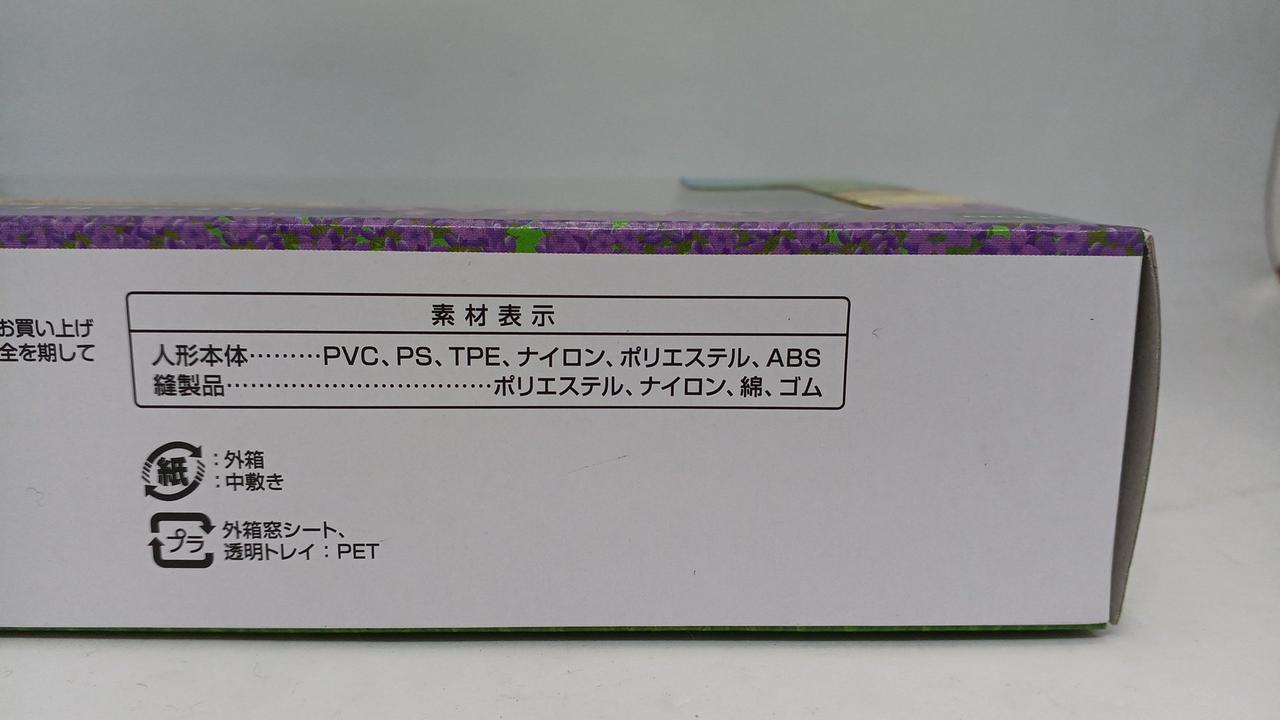 お買い上げ
全を期して
素材表示
人形本体………PVC、PS、TPE、ナイロン、ポリエステル、ABS
縫製品……………………………ポリエステル、ナイロン、綿、ゴム
紙：外箱
：中敷き
プラ 外箱窓シート、
透明トレイ：PET